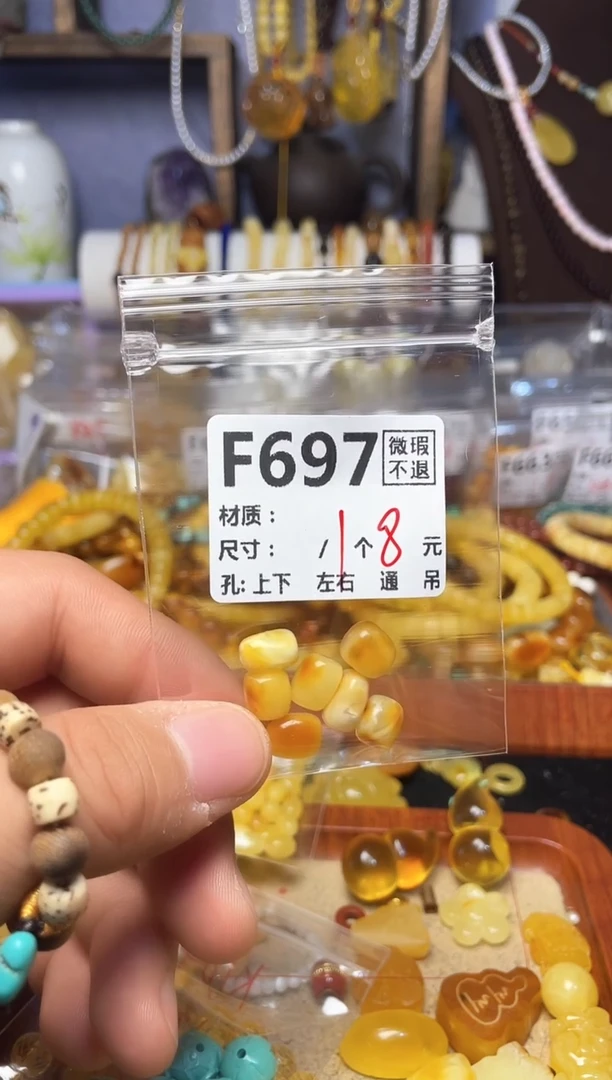 F697 微瑕
不退
材质：
尺寸： /1个8元
孔: 上下 左右 通 吊